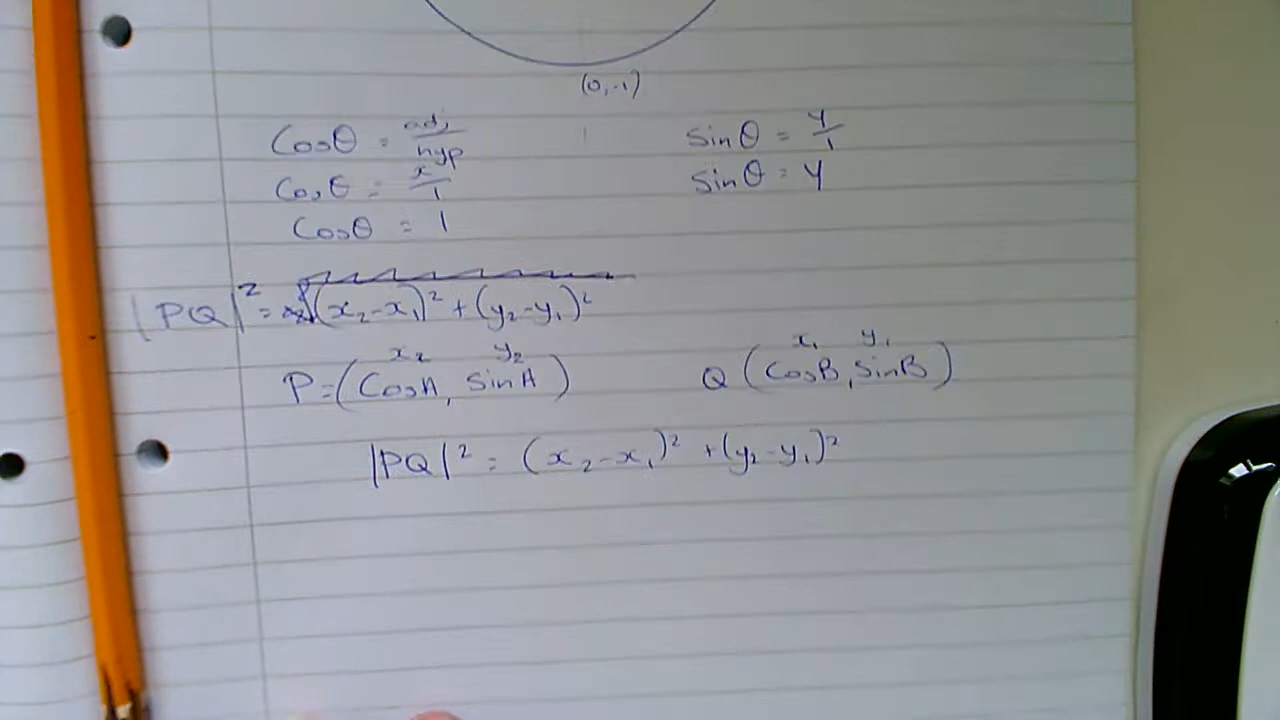 (0,-1)
Cosθ = adj/hyp
sinθ = y/1
Cosθ = x/1
sinθ = y
Cosθ = 1
|PQ|² = (x₂-x₁)² + (y₂-y₁)²
x₂ y₂ x₁ y₁
P=(CosA, sinA) Q (CosB, sinB)
|PQ|² = (x₂-x₁)² +(y₂-y₁)²